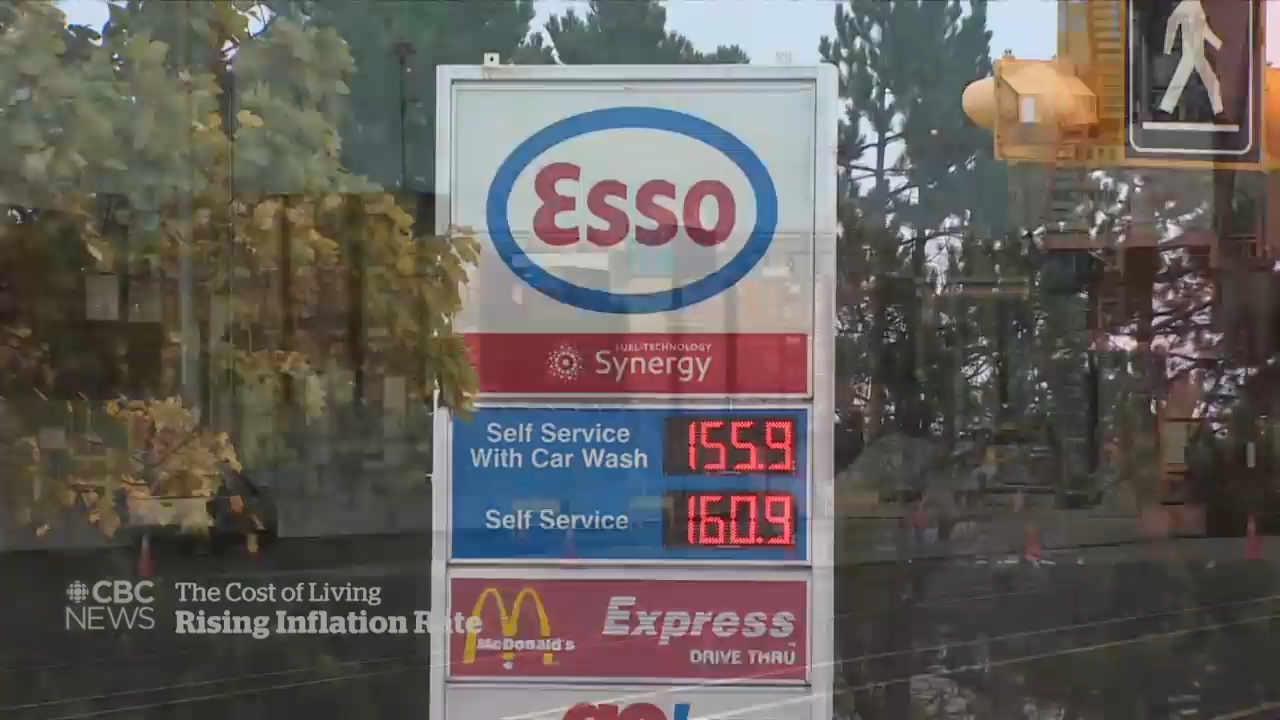 Esso
FUEL TECHNOLOGY
Synergy
Self Service
With Car Wash
155.9
Self Service
160.9
McDonald's
Express
DRIVE THRU
go!
CBC
NEWS
The Cost of Living
Rising Inflation Rate